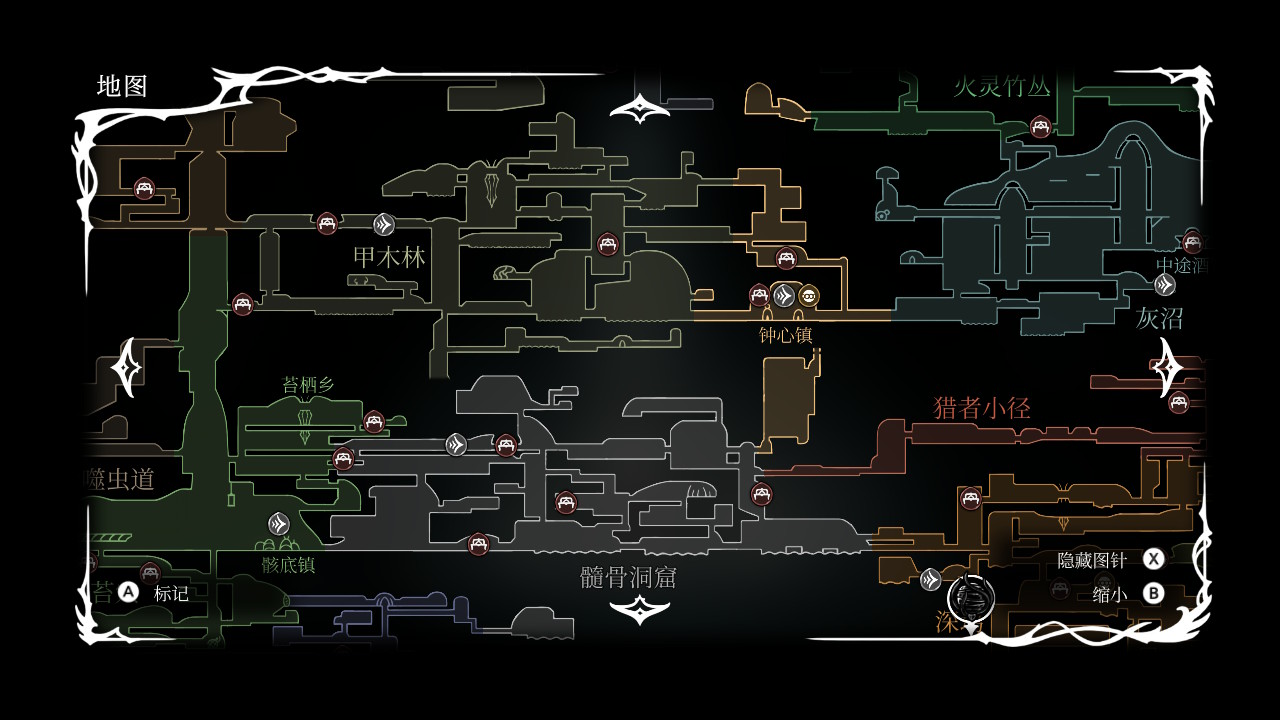 地图
火灵竹丛
甲木林
中途酒
灰沼
钟心镇
苔栖乡
猎者小径
噬虫道
骸底镇
髓骨洞窟
隐藏图针 X
苔 A 标记
缩小 B
深